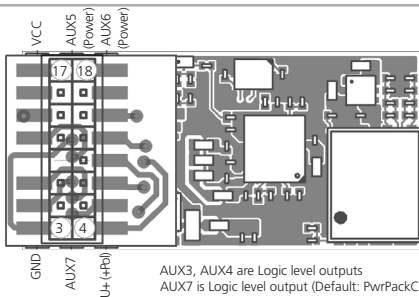 VCC
AUX5
(Power)
AUX6
(Power)
17 18
3 4
GND
AUX7
U+ (+Pol)
AUX3, AUX4 are Logic level outputs
AUX7 is Logic level output (Default: PwrPackC